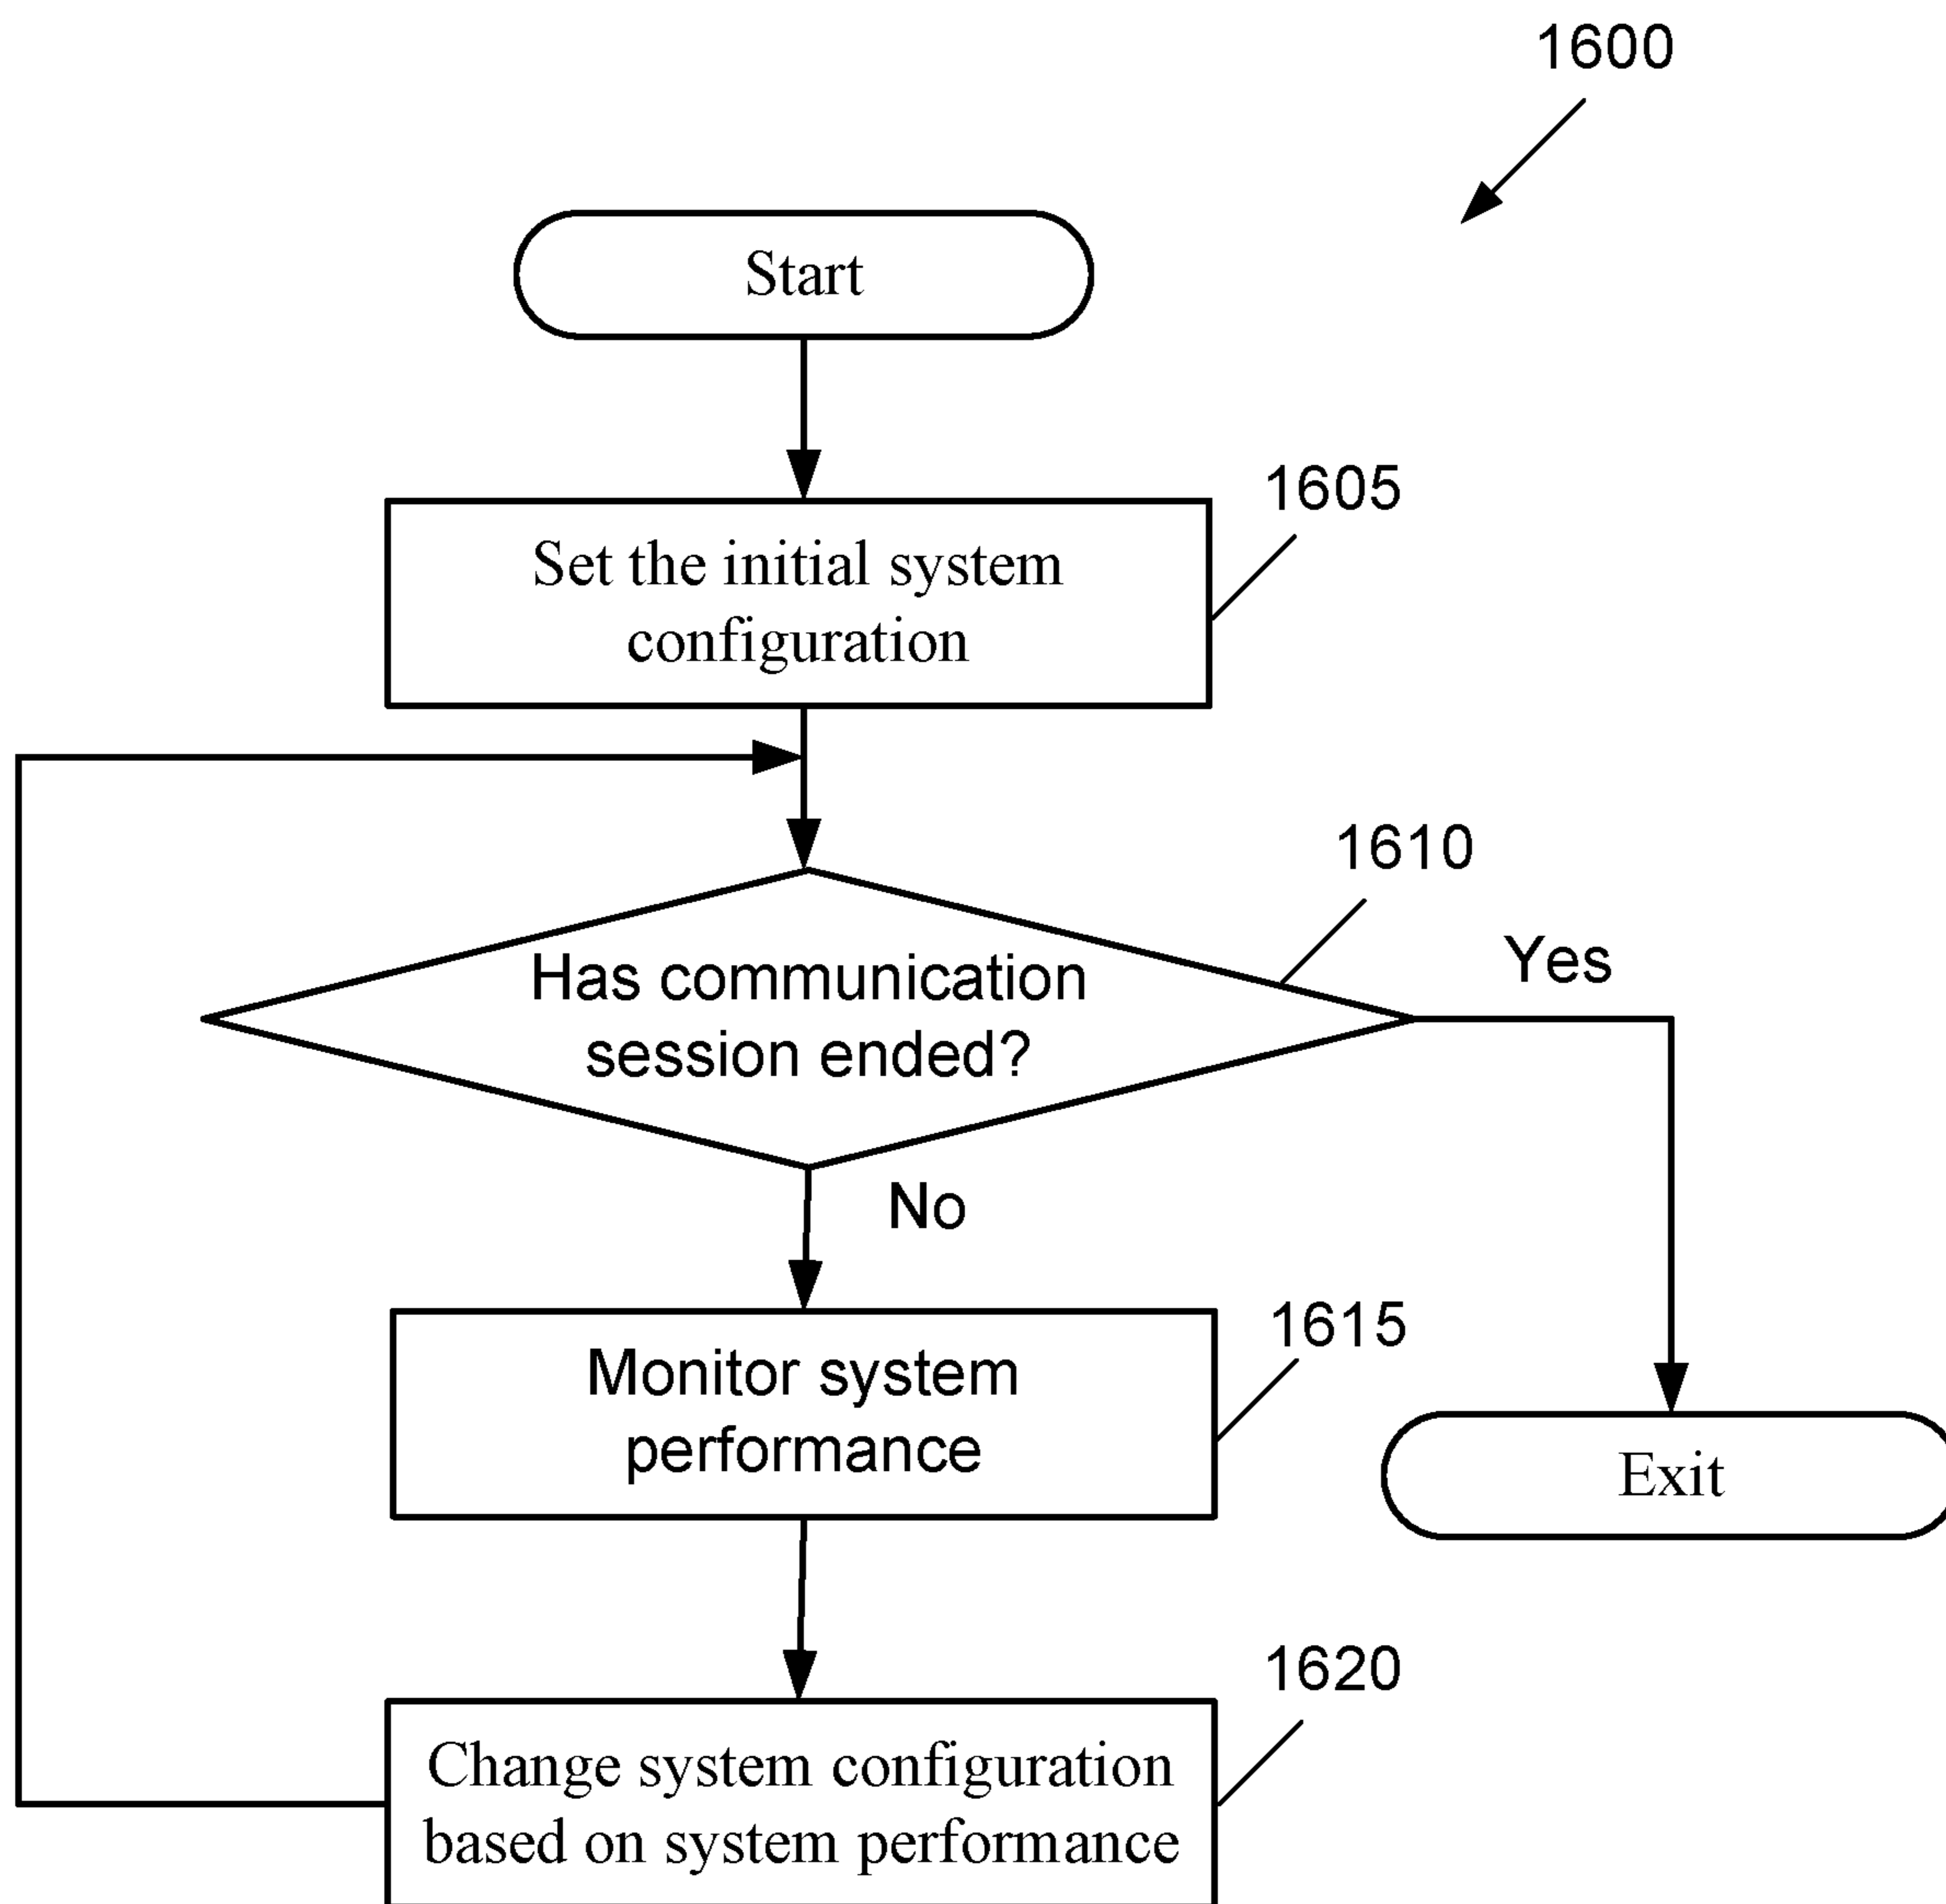 1600
Start
1605
Set the initial system
configuration
1610
Has communication
session ended?
Yes
No
1615
Monitor system
performance
Exit
1620
Change system configuration
based on system performance